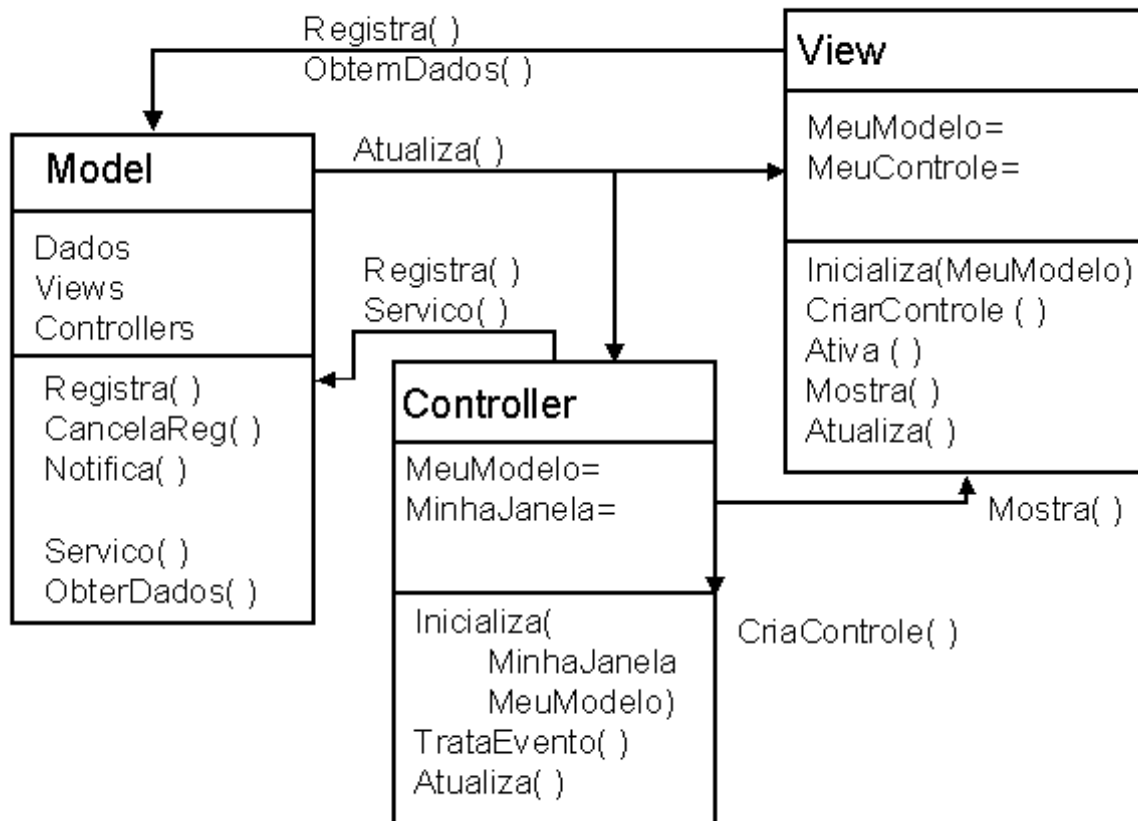 Registra( )
ObtemDados( )
View
MeuModelo=
MeuControle=
Inicializa(MeuModelo)
CriarControle ( )
Ativa ( )
Mostra( )
Atualiza( )
Model
Atualiza( )
Dados
Views
Controllers
Registra( )
CancelaReg( )
Notifica( )
Servico( )
ObterDados( )
Registra( )
Servico( )
Controller
MeuModelo=
MinhaJanela=
Inicializa(
MinhaJanela
MeuModelo)
TrataEvento( )
Atualiza( )
Mostra( )
CriaControle( )